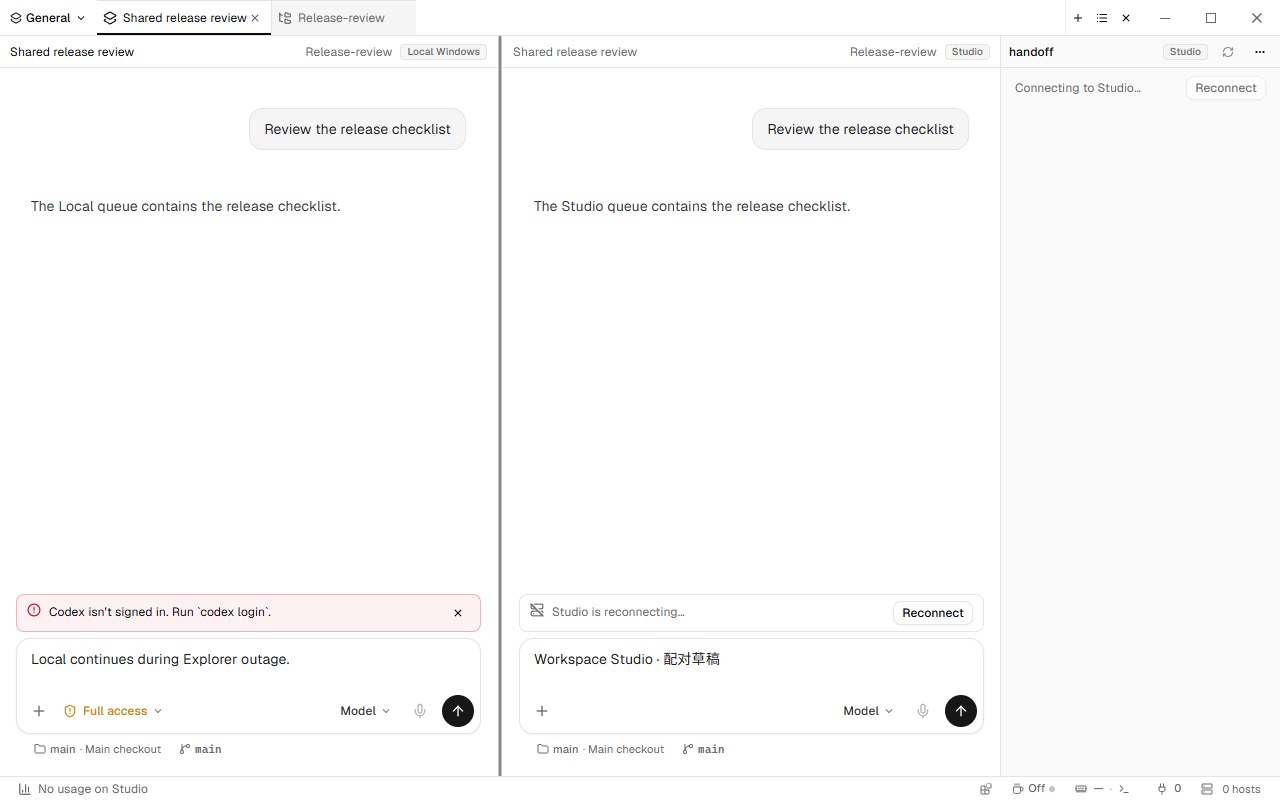 General
Shared release review
Release-review
Shared release review
Release-review
Local Windows
Shared release review
Release-review
Studio
handoff
Studio
Review the release checklist
The Local queue contains the release checklist.
Codex isn't signed in. Run `codex login`.
Local continues during Explorer outage.
Full access
Model
main · Main checkout
main
Review the release checklist
The Studio queue contains the release checklist.
Studio is reconnecting…
Reconnect
Workspace Studio · 配对草稿
Model
main · Main checkout
main
Connecting to Studio…
Reconnect
No usage on Studio
Off
— ·
0
0 hosts